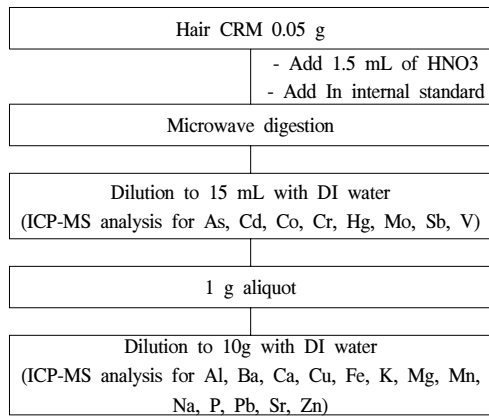 Hair CRM 0.05 g
- Add 1.5 mL of HNO3
- Add In internal standard
Microwave digestion
Dilution to 15 mL with DI water
(ICP-MS analysis for As, Cd, Co, Cr, Hg, Mo, Sb, V)
1 g aliquot
Dilution to 10g with DI water
(ICP-MS analysis for Al, Ba, Ca, Cu, Fe, K, Mg, Mn,
Na, P, Pb, Sr, Zn)